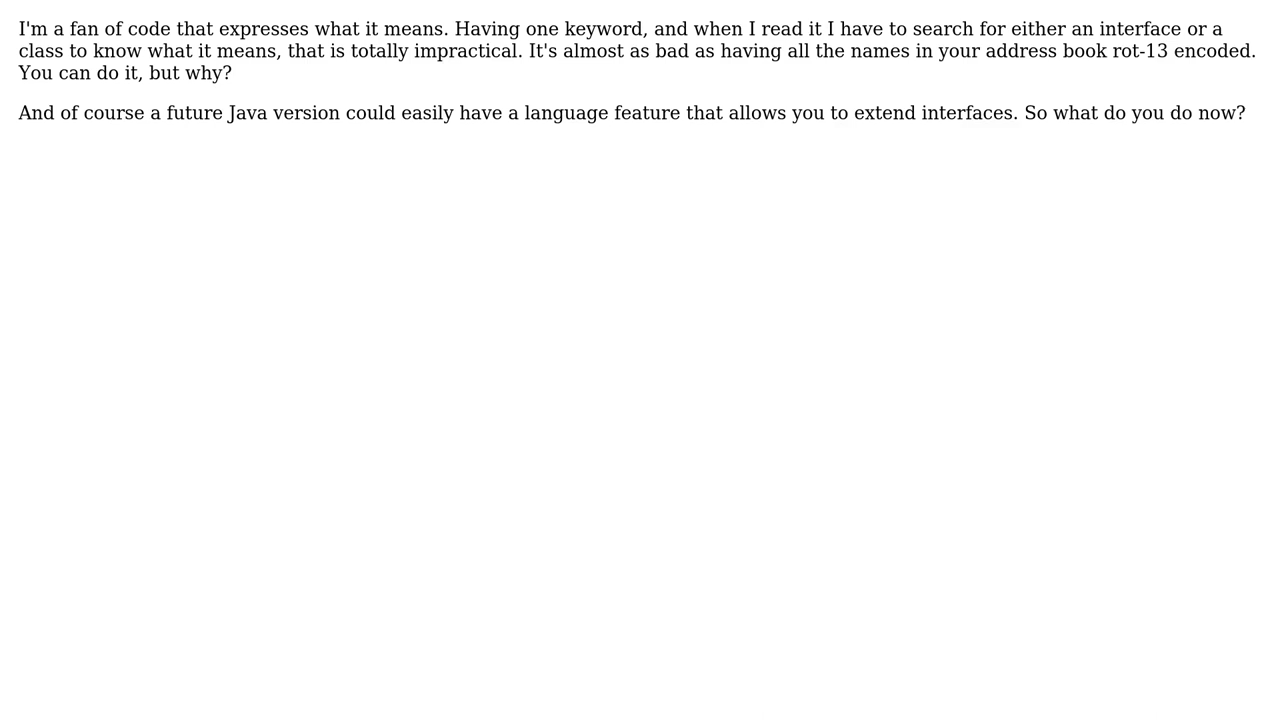 I'm a fan of code that expresses what it means. Having one keyword, and when I read it I have to search for either an interface or a
class to know what it means, that is totally impractical. It's almost as bad as having all the names in your address book rot-13 encoded.
You can do it, but why?
And of course a future Java version could easily have a language feature that allows you to extend interfaces. So what do you do now?